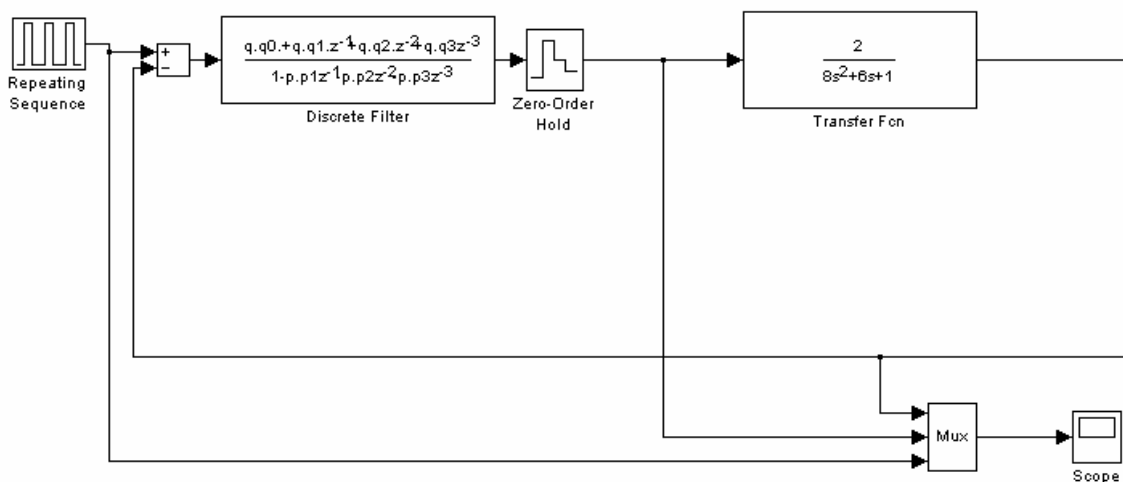 +
−
q.q0.+q.q1.z-1+q.q2.z-2+q.q3z-3
1-p.p1z-1p.p2z-2p.p3z-3
2
8s2+6s+1
Repeating
Sequence
Discrete Filter
Zero-Order
Hold
Transfer Fcn
Mux
Scope